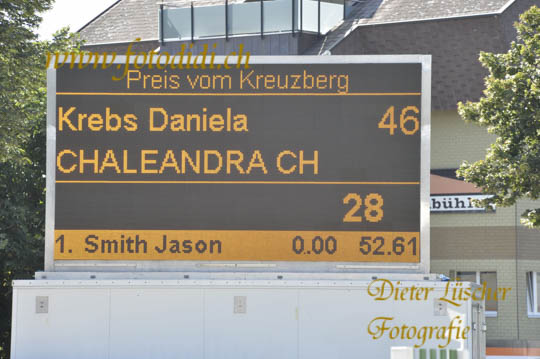 www.fotodidi.ch
Preis vom Kreuzberg
Krebs Daniela 46
CHALEANDRA CH
28
1. Smith Jason 0.00 52.61
Dieter Lüscher
Fotografie